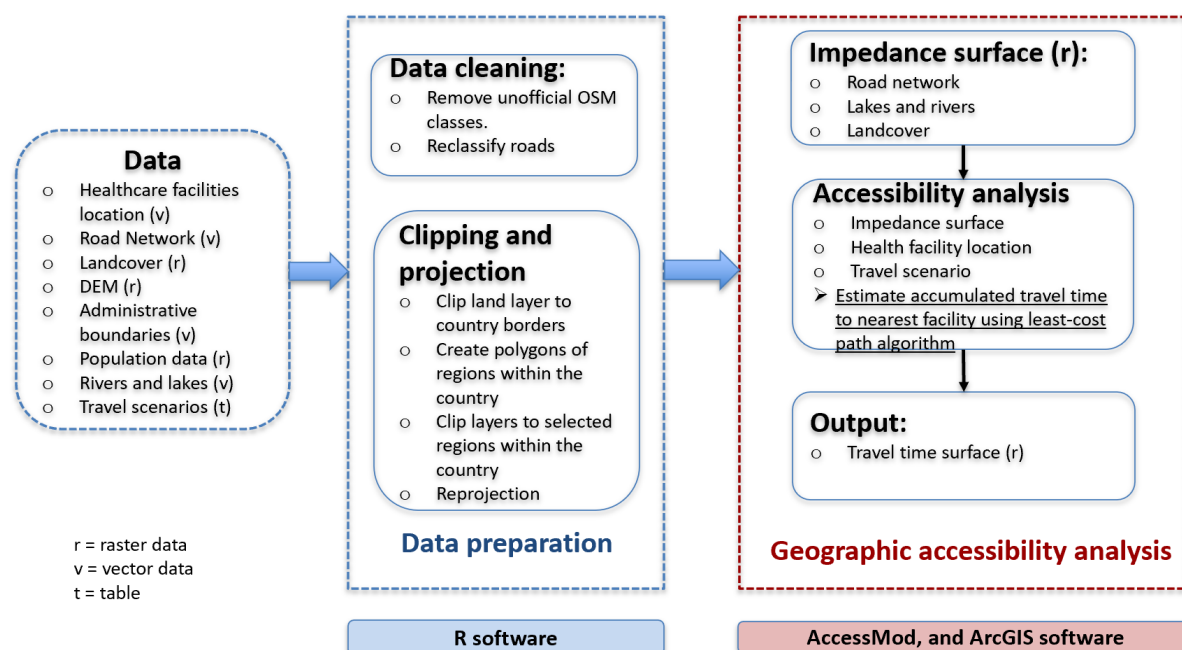 Data
o Healthcare facilities
location (v)
o Road Network (v)
o Landcover (r)
o DEM (r)
o Administrative
boundaries (v)
o Population data (r)
o Rivers and lakes (v)
o Travel scenarios (t)
r = raster data
v = vector data
t = table
Data cleaning:
o Remove unofficial OSM
classes.
o Reclassify roads
Clipping and
projection
o Clip land layer to
country borders
o Create polygons of
regions within the
country
o Clip layers to selected
regions within the
country
o Reprojection
Data preparation
R software
Impedance surface (r):
o Road network
o Lakes and rivers
o Landcover
Accessibility analysis
o Impedance surface
o Health facility location
o Travel scenario
➤ Estimate accumulated travel time
to nearest facility using least-cost
path algorithm
Output:
o Travel time surface (r)
Geographic accessibility analysis
AccessMod, and ArcGIS software